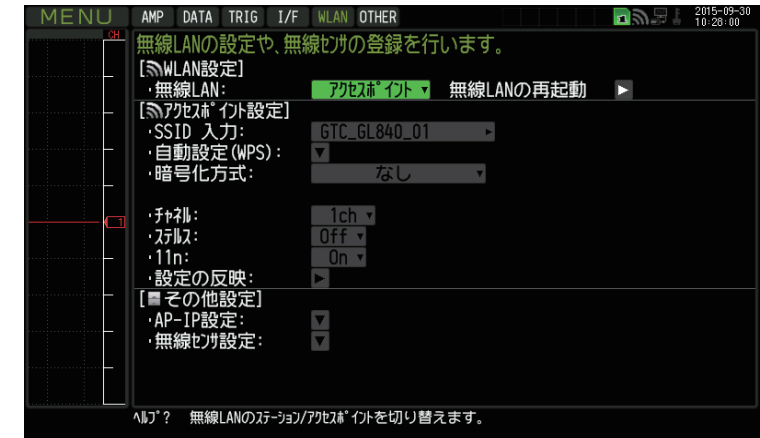 MENU AMP DATA TRIG I/F WLAN OTHER 2015-09-30
10:28:00
CH
無線LANの設定や、無線ｾﾝｻの登録を行います。
[WLAN設定]
・無線LAN: ｱｸｾｽﾎﾟｲﾝﾄ ▼ 無線LANの再起動 ▶
[ｱｸｾｽﾎﾟｲﾝﾄ設定]
・SSID 入力: GTC_GL840_01 ▶
・自動設定(WPS): ▼
・暗号化方式: なし ▼
・ﾁｬﾈﾙ: 1ch ▼
1
・ｽﾃﾙｽ: Off ▼
・11n: On ▼
・設定の反映: ▶
[その他設定]
・AP-IP設定: ▼
・無線ｾﾝｻ設定: ▼
ﾍﾙﾌﾟ? 無線LANのｽﾃｰｼｮﾝ/ｱｸｾｽﾎﾟｲﾝﾄを切り替えます。